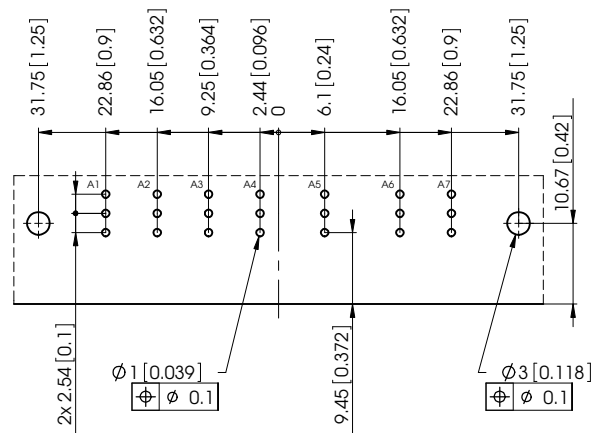 31.75 [1.25]
22.86 [0.9]
16.05 [0.632]
9.25 [0.364]
2.44 [0.096]
0
6.1 [0.24]
16.05 [0.632]
22.86 [0.9]
31.75 [1.25]
10.67 [0.42]
A1 A2 A3 A4 A5 A6 A7
2x 2.54 [0.1]
Ø1 [0.039]
⌖ Ø 0.1
9.45 [0.372]
Ø3 [0.118]
⌖ Ø 0.1